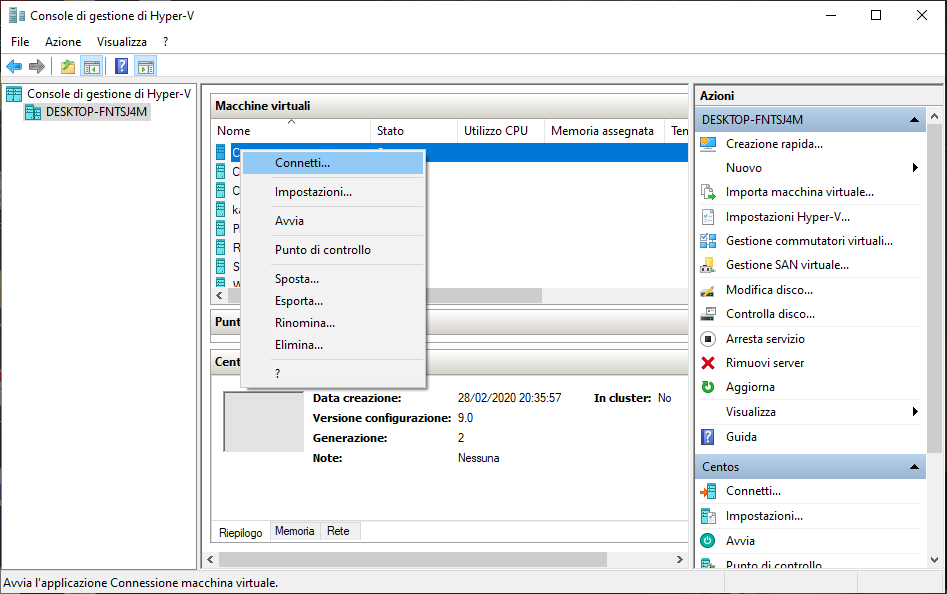 Console di gestione di Hyper-V
File Azione Visualizza ?
Console di gestione di Hyper-V
DESKTOP-FNTSJ4M
Macchine virtuali
Nome Stato Utilizzo CPU Memoria assegnata
Connetti...
Impostazioni...
Avvia
Punto di controllo
Sposta...
Esporta...
Rinomina...
Elimina...
?
Data creazione: 28/02/2020 20:35:57 In cluster: No
Versione configurazione: 9.0
Generazione: 2
Note: Nessuna
Riepilogo Memoria Rete
Azioni
DESKTOP-FNTSJ4M
Creazione rapida...
Nuovo
Importa macchina virtuale...
Impostazioni Hyper-V...
Gestione commutatori virtuali...
Gestione SAN virtuale...
Modifica disco...
Controlla disco...
Arresta servizio
Rimuovi server
Aggiorna
Visualizza
Guida
Centos
Connetti...
Impostazioni...
Avvia
Punto di controllo
Avvia l'applicazione Connessione macchina virtuale.